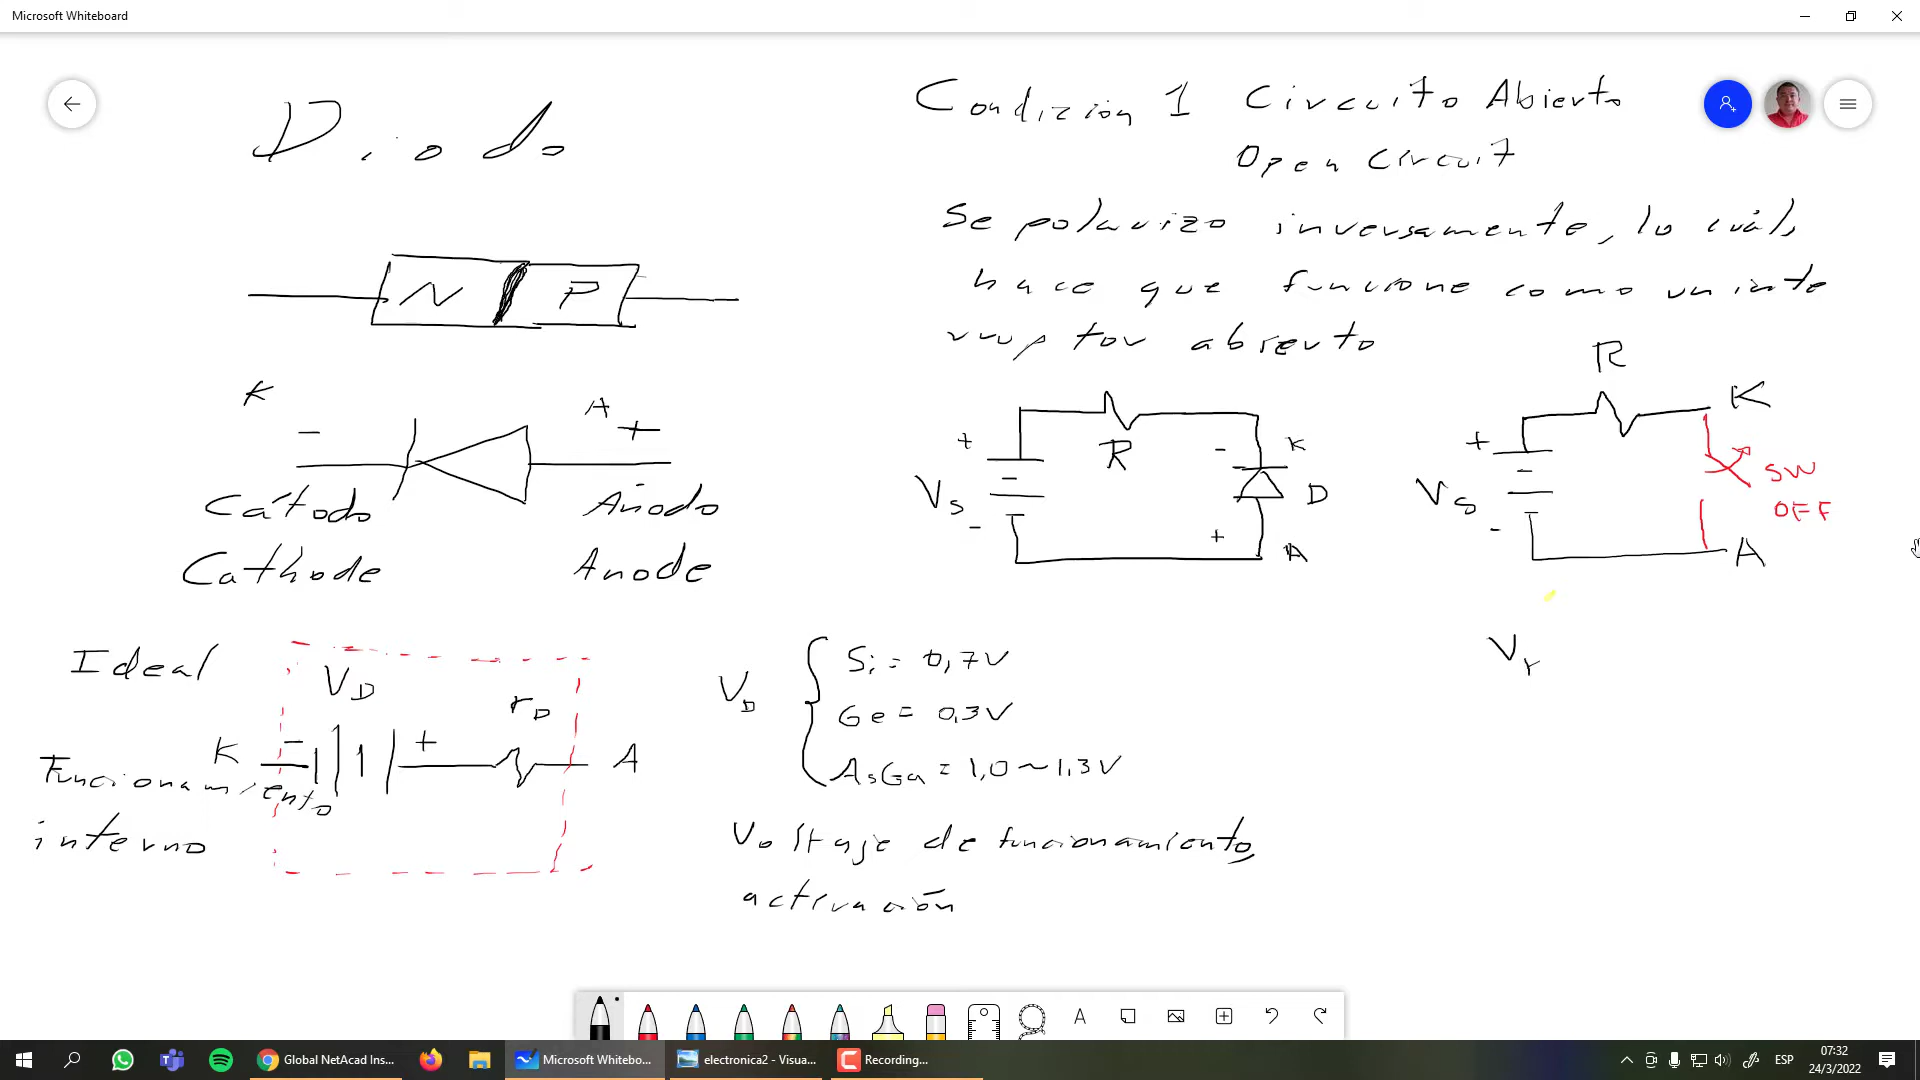 Microsoft Whiteboard
Diodo
N P
K A
- +
Cátodo Añodo
Cathode Anode
Ideal
VD rD
K - + A
Funcionamiento
interno
VD
Si = 0,7V
Ge = 0,3V
AsGa = 1,0 ~ 1,3V
Voltaje de funcionamiento,
activación
Condición 1 Circuito Abierto
Open Circuit
Se polarizo inversamente, lo cuál,
hace que funcione como un inte
rruptor abierto
+ R - K
Vs D
- + A
R K
+ SW
Vs OFF
- A
Vr
A
Global NetAcad Ins...
Microsoft Whitebo...
electronica2 - Visua...
Recording...
ESP
07:32
24/3/2022